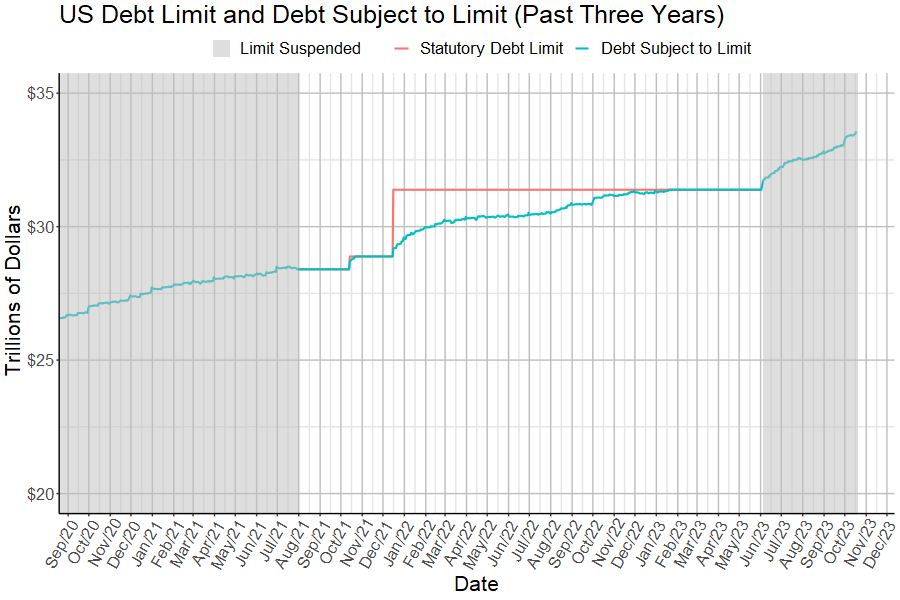 US Debt Limit and Debt Subject to Limit (Past Three Years)
Limit Suspended Statutory Debt Limit Debt Subject to Limit
Trillions of Dollars
$35
$30
$25
$20
Sep/20 Oct/20 Nov/20 Dec/20 Jan/21 Feb/21 Mar/21 Apr/21 May/21 Jun/21 Jul/21 Aug/21 Sep/21 Oct/21 Nov/21 Dec/21 Jan/22 Feb/22 Mar/22 Apr/22 May/22 Jun/22 Jul/22 Aug/22 Sep/22 Oct/22 Nov/22 Dec/22 Jan/23 Feb/23 Mar/23 Apr/23 May/23 Jun/23 Jul/23 Aug/23 Sep/23 Oct/23 Nov/23 Dec/23
Date